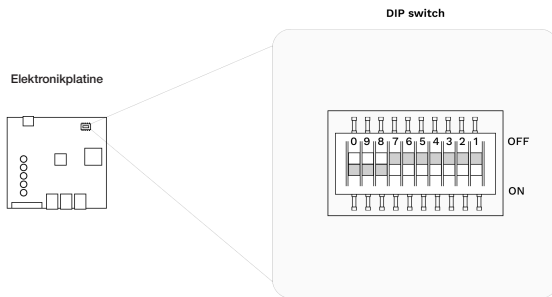 DIP switch
Elektronikplatine
0 9 8 7 6 5 4 3 2 1
OFF
ON